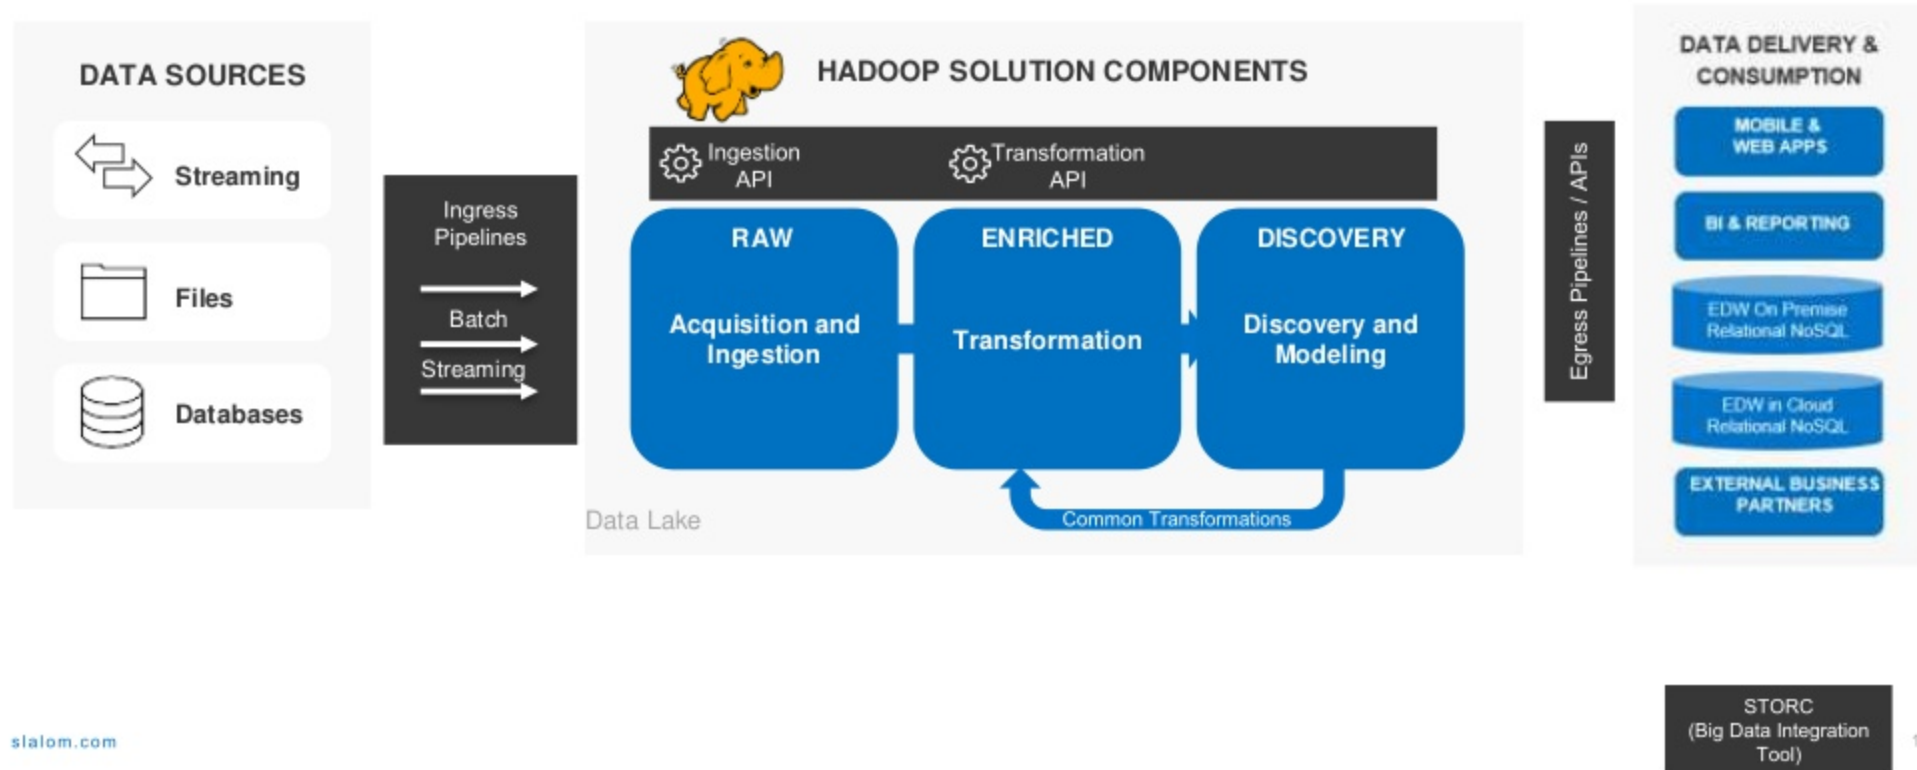 DATA SOURCES
Streaming
Files
Databases
Ingress
Pipelines
Batch
Streaming
HADOOP SOLUTION COMPONENTS
Ingestion
API
Transformation
API
RAW
Acquisition and
Ingestion
ENRICHED
Transformation
DISCOVERY
Discovery and
Modeling
Common Transformations
Data Lake
Egress Pipelines / APIs
DATA DELIVERY &
CONSUMPTION
MOBILE &
WEB APPS
BI & REPORTING
EDW On Premise
Relational NoSQL
EDW in Cloud
Relational NoSQL
EXTERNAL BUSINESS
PARTNERS
slalom.com
STORC
(Big Data Integration
Tool)